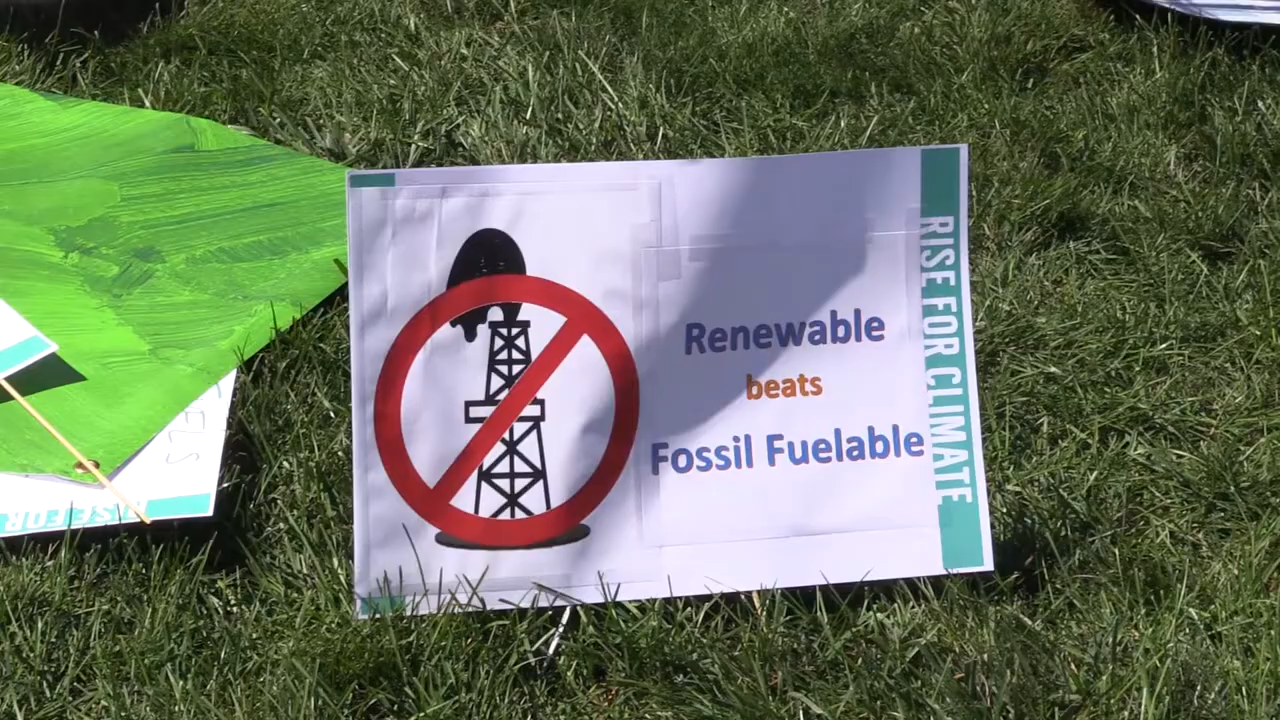 Renewable
beats
Fossil Fuelable
RISE FOR CLIMATE
RISE FOR